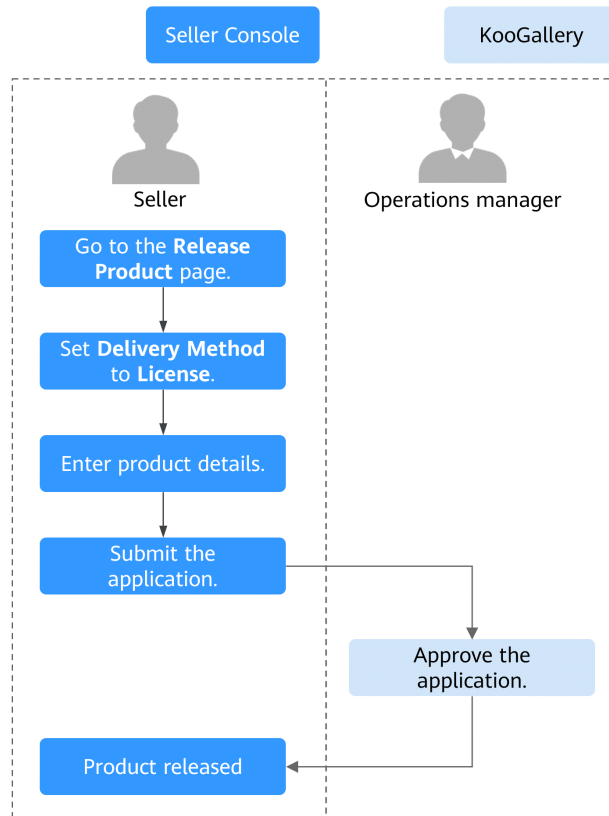 Seller Console
KooGallery
Seller
Operations manager
Go to the Release
Product page.
Set Delivery Method
to License.
Enter product details.
Submit the
application.
Approve the
application.
Product released